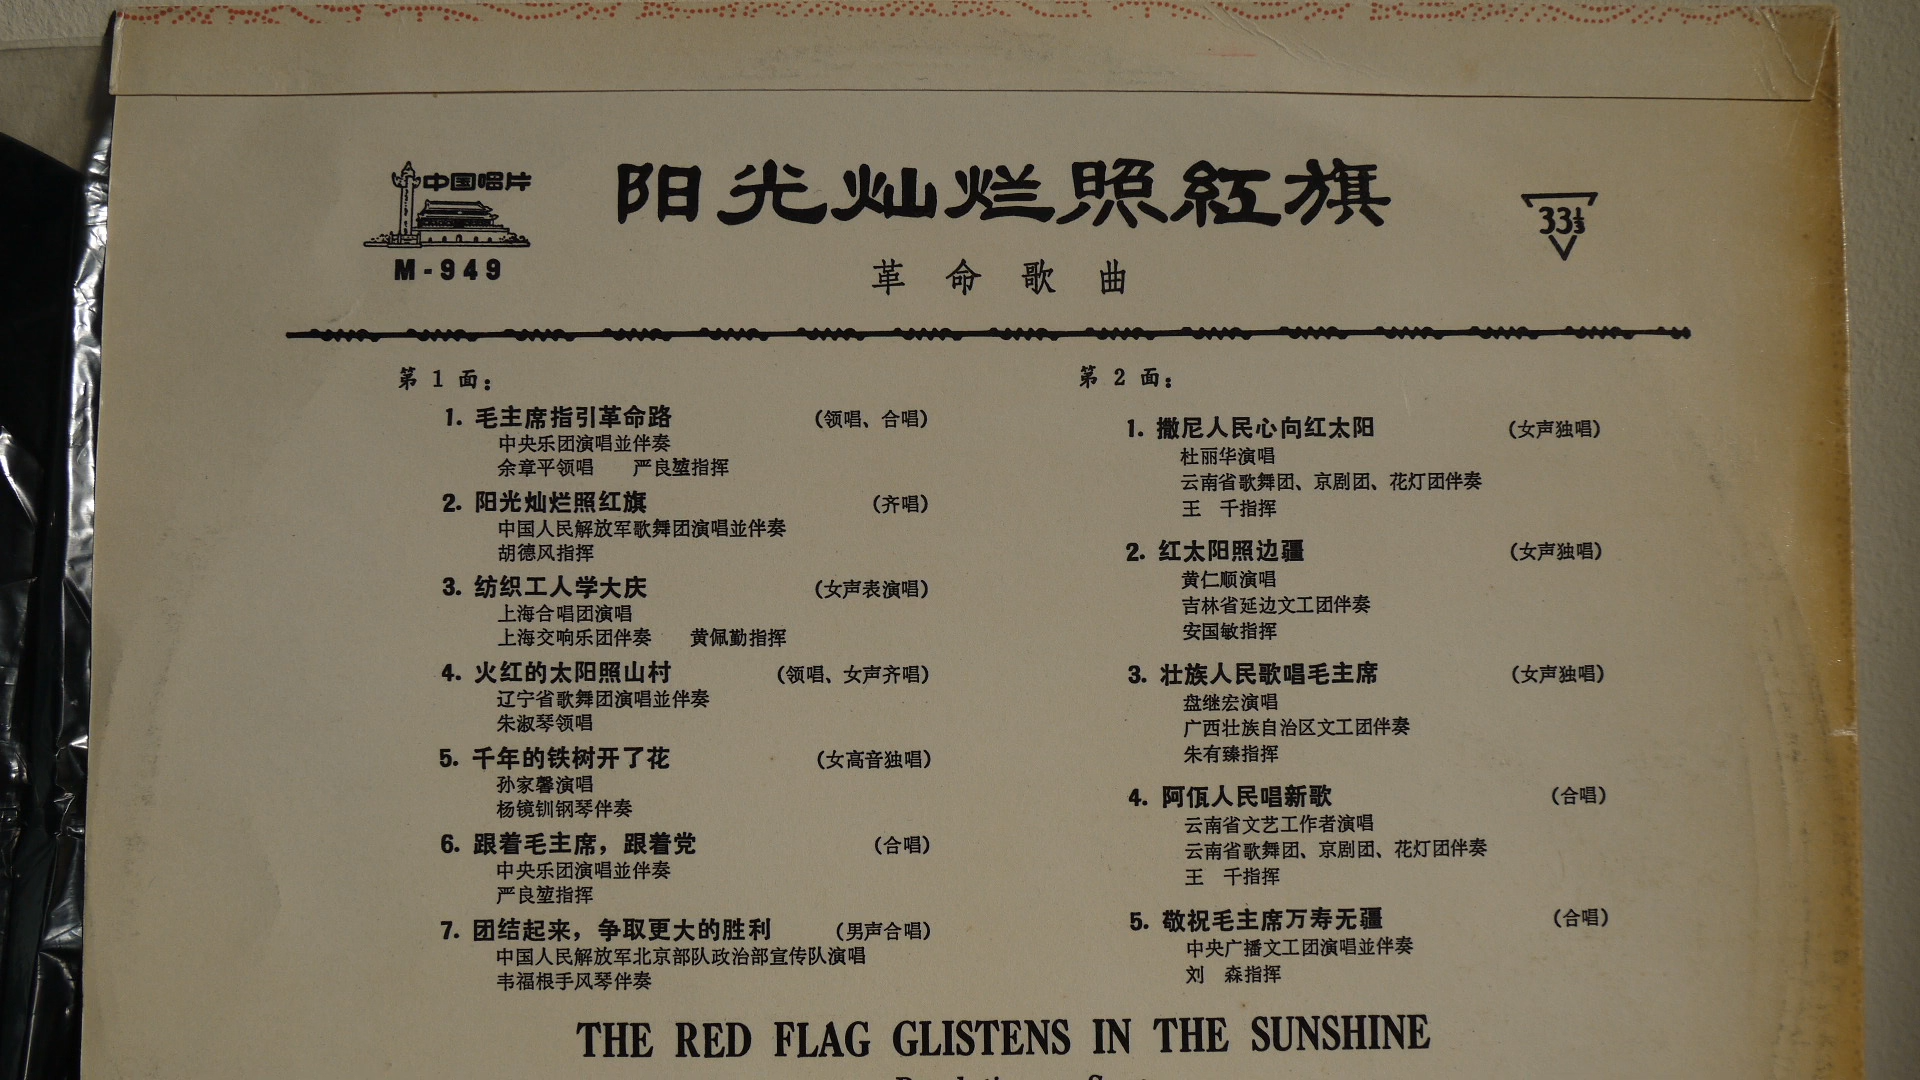 中国唱片
M-949
阳光灿烂照紅旗
33⅓
革命歌曲
第1面：
1. 毛主席指引革命路 （领唱、合唱）
中央乐团演唱並伴奏
余章平领唱 严良堃指挥
2. 阳光灿烂照红旗 （齐唱）
中国人民解放军歌舞团演唱並伴奏
胡德风指挥
3. 纺织工人学大庆 （女声表演唱）
上海合唱团演唱
上海交响乐团伴奏 黄佩勤指挥
4. 火红的太阳照山村 （领唱、女声齐唱）
辽宁省歌舞团演唱並伴奏
朱淑琴领唱
5. 千年的铁树开了花 （女高音独唱）
孙家馨演唱
杨镜钏钢琴伴奏
6. 跟着毛主席，跟着党 （合唱）
中央乐团演唱並伴奏
严良堃指挥
7. 团结起来，争取更大的胜利 （男声合唱）
中国人民解放军北京部队政治部宣传队演唱
韦福根手风琴伴奏
第2面：
1. 撒尼人民心向红太阳 （女声独唱）
杜丽华演唱
云南省歌舞团、京剧团、花灯团伴奏
王 千指挥
2. 红太阳照边疆 （女声独唱）
黄仁顺演唱
吉林省延边文工团伴奏
安国敏指挥
3. 壮族人民歌唱毛主席 （女声独唱）
盘继宏演唱
广西壮族自治区文工团伴奏
朱有臻指挥
4. 阿佤人民唱新歌 （合唱）
云南省文艺工作者演唱
云南省歌舞团、京剧团、花灯团伴奏
王 千指挥
5. 敬祝毛主席万寿无疆 （合唱）
中央广播文工团演唱並伴奏
刘 森指挥
THE RED FLAG GLISTENS IN THE SUNSHINE